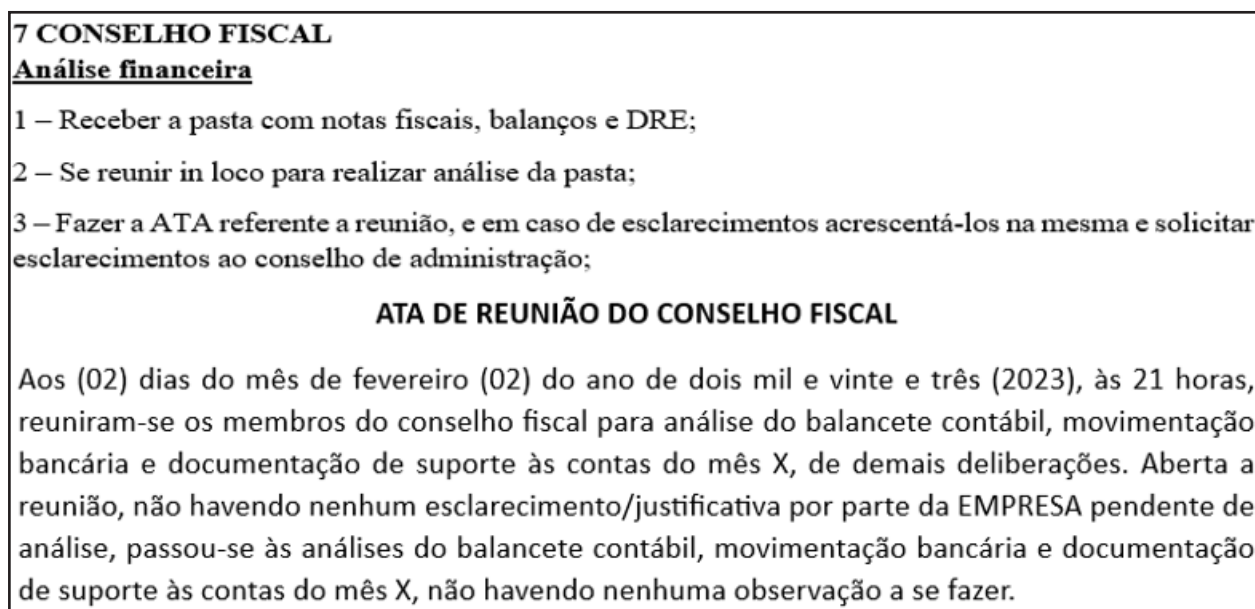 7 CONSELHO FISCAL
Análise financeira
1 – Receber a pasta com notas fiscais, balanços e DRE;
2 – Se reunir in loco para realizar análise da pasta;
3 – Fazer a ATA referente a reunião, e em caso de esclarecimentos acrescentá-los na mesma e solicitar
esclarecimentos ao conselho de administração;
ATA DE REUNIÃO DO CONSELHO FISCAL
Aos (02) dias do mês de fevereiro (02) do ano de dois mil e vinte e três (2023), às 21 horas,
reuniram-se os membros do conselho fiscal para análise do balancete contábil, movimentação
bancária e documentação de suporte às contas do mês X, de demais deliberações. Aberta a
reunião, não havendo nenhum esclarecimento/justificativa por parte da EMPRESA pendente de
análise, passou-se às análises do balancete contábil, movimentação bancária e documentação
de suporte às contas do mês X, não havendo nenhuma observação a se fazer.